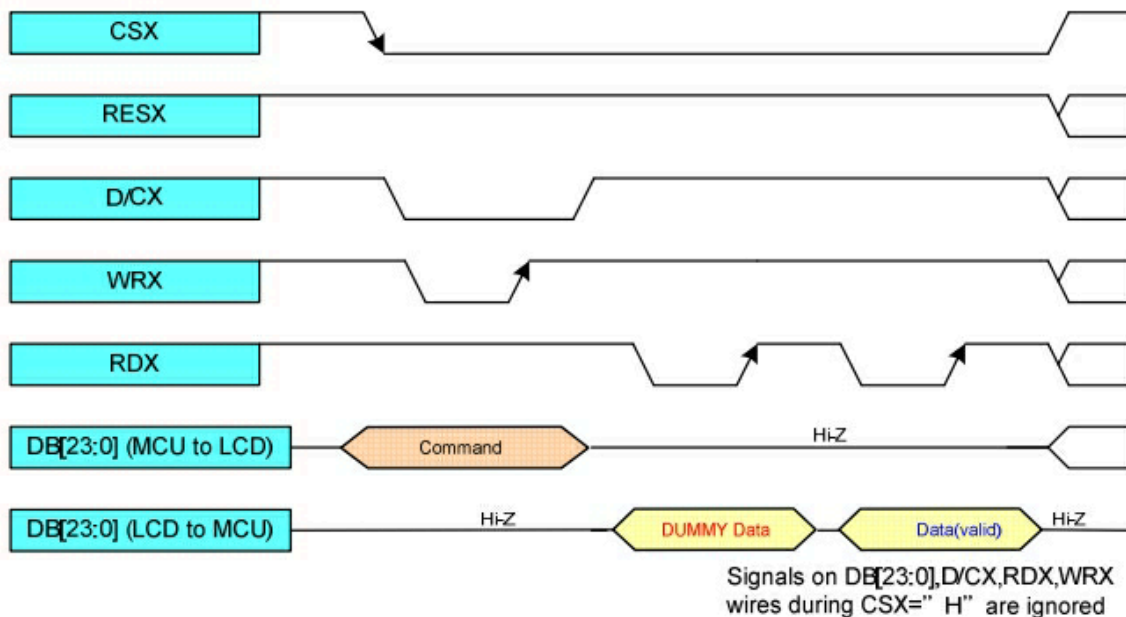 CSX
RESX
D/CX
WRX
RDX
DB[23:0] (MCU to LCD)
Command
Hi-Z
DB[23:0] (LCD to MCU)
Hi-Z
DUMMY Data
Data(valid)
Hi-Z
Signals on DB[23:0],D/CX,RDX,WRX
wires during CSX=" H" are ignored